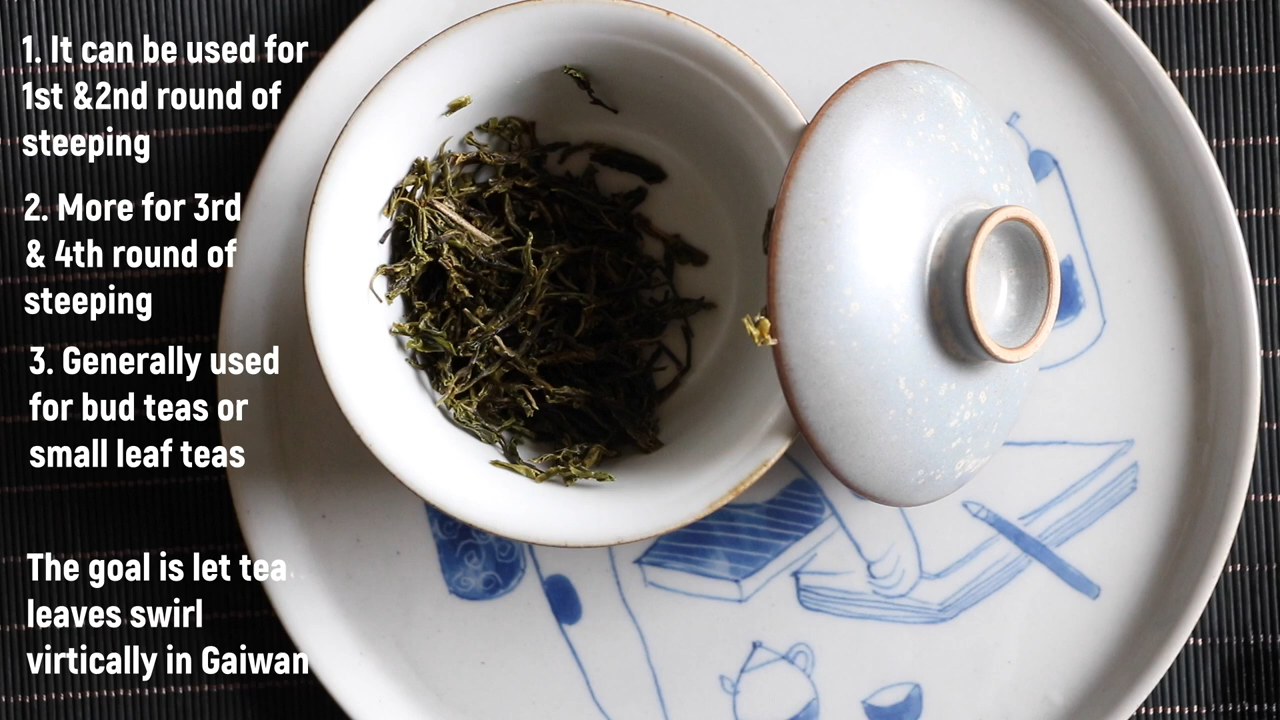 1. It can be used for
1st &2nd round of
steeping
2. More for 3rd
& 4th round of
steeping
3. Generally used
for bud teas or
small leaf teas
The goal is let tea
leaves swirl
virtically in Gaiwan